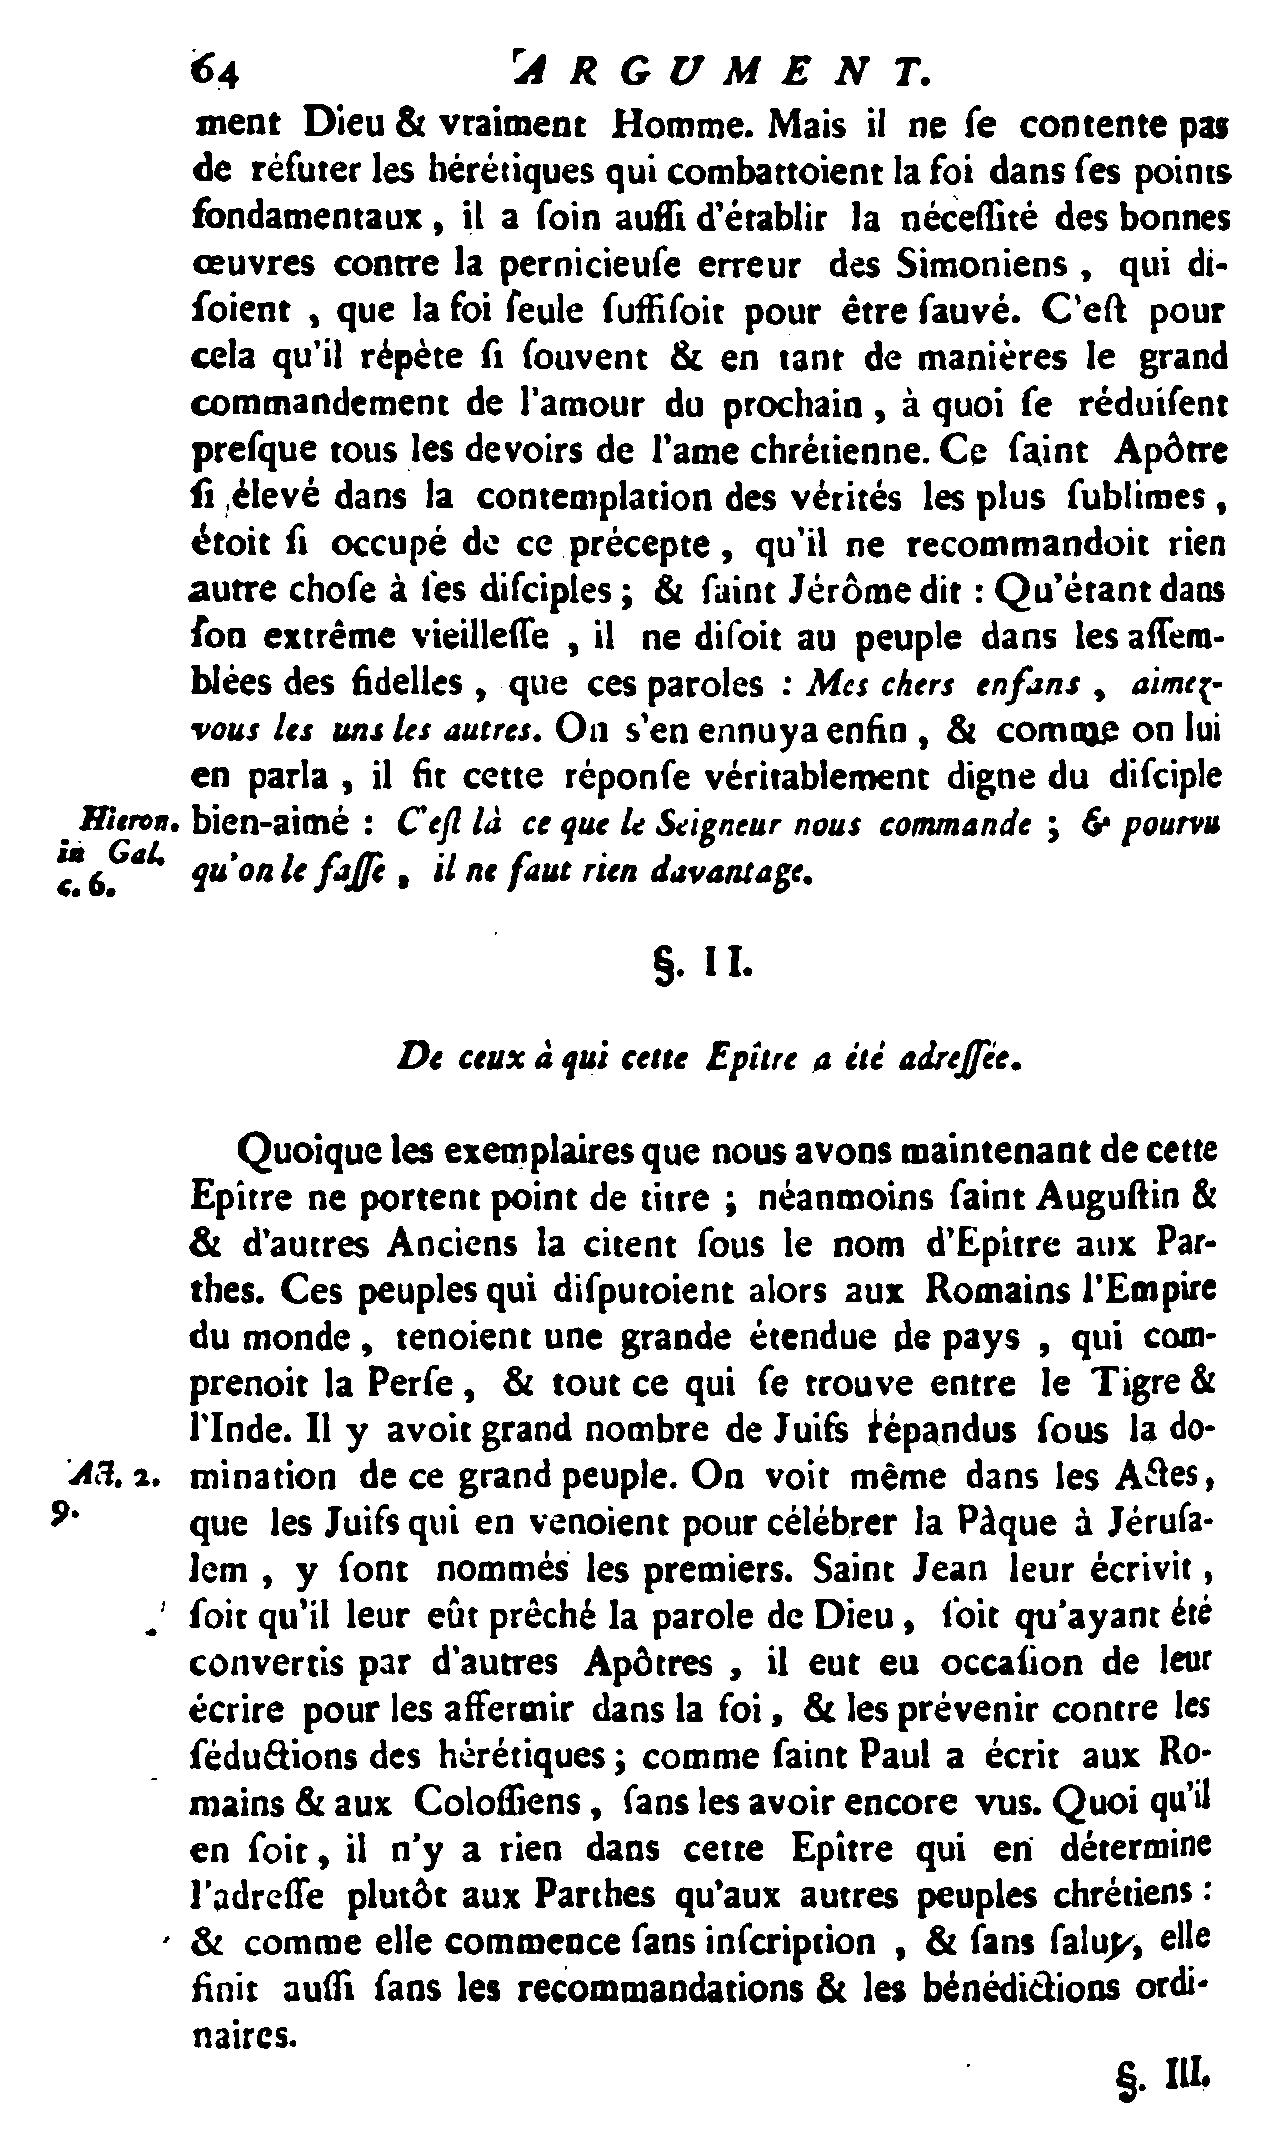 64 ARGUMENT.
ment Dieu & vraiment Homme. Mais il ne ſe contente pas
de réfuter les hérétiques qui combattoient la foi dans ſes points
fondamentaux, il a ſoin auſſi d'établir la néceſſité des bonnes
œuvres contre la pernicieuſe erreur des Simoniens, qui di-
ſoient, que la foi ſeule ſuffiſoit pour être ſauvé. C'eſt pour
cela qu'il répète ſi ſouvent & en tant de manières le grand
commandement de l'amour du prochain, à quoi ſe réduiſent
preſque tous les devoirs de l'ame chrétienne. Ce ſaint Apôtre
ſi élevé dans la contemplation des vérités les plus ſublimes,
étoit ſi occupé de ce précepte, qu'il ne recommandoit rien
autre choſe à ſes diſciples; & ſaint Jérôme dit : Qu'étant dans
ſon extrême vieilleſſe, il ne diſoit au peuple dans les aſſem-
blées des fidelles, que ces paroles : Mes chers enfans, aimez-
vous les uns les autres. On s'en ennuya enfin, & comme on lui
en parla, il fit cette réponſe véritablement digne du diſciple
Hieron. bien-aimé : C'eſt là ce que le Seigneur nous commande ; & pourvu
in Gal. qu'on le faſſe, il ne faut rien davantage.
c. 6.
§. II.
De ceux à qui cette Epître a été adreſſée.
Quoique les exemplaires que nous avons maintenant de cette
Epître ne portent point de titre ; néanmoins ſaint Auguſtin &
& d'autres Anciens la citent ſous le nom d'Epitre aux Par-
thes. Ces peuples qui diſputoient alors aux Romains l'Empire
du monde, tenoient une grande étendue de pays, qui com-
prenoit la Perſe, & tout ce qui ſe trouve entre le Tigre &
l'Inde. Il y avoit grand nombre de Juifs répandus ſous la do-
Act. 2. mination de ce grand peuple. On voit même dans les Actes,
9. que les Juifs qui en venoient pour célébrer la Pàque à Jéruſa-
lem, y ſont nommés les premiers. Saint Jean leur écrivit,
ſoit qu'il leur eût prêché la parole de Dieu, ſoit qu'ayant été
convertis par d'autres Apôtres, il eut eu occaſion de leur
écrire pour les affermir dans la foi, & les prévenir contre les
ſéductions des hérétiques; comme ſaint Paul a écrit aux Ro-
mains & aux Coloſſiens, ſans les avoir encore vus. Quoi qu'il
en ſoit, il n'y a rien dans cette Epître qui en détermine
l'adreſſe plutôt aux Parthes qu'aux autres peuples chrétiens :
& comme elle commence ſans inſcription, & ſans ſalut, elle
finit auſſi ſans les recommandations & les bénédictions ordi-
naires.
§. III.